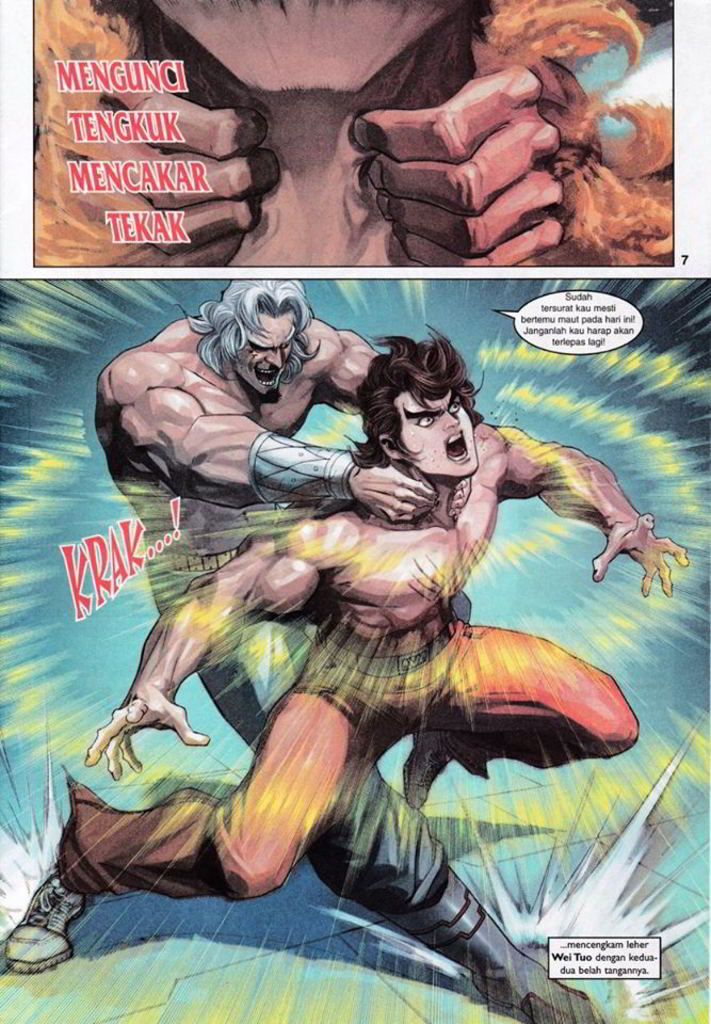 MENGUNCI
TENGKUK
MENCAKAR
TEKAK
7
Sudah
tersurat kau mesti
bertemu maut pada hari ini!
Janganlah kau harap akan
terlepas lagi!
KRAK...!
...mencengkam leher
Wei Tuo dengan kedua-
dua belah tangannya.